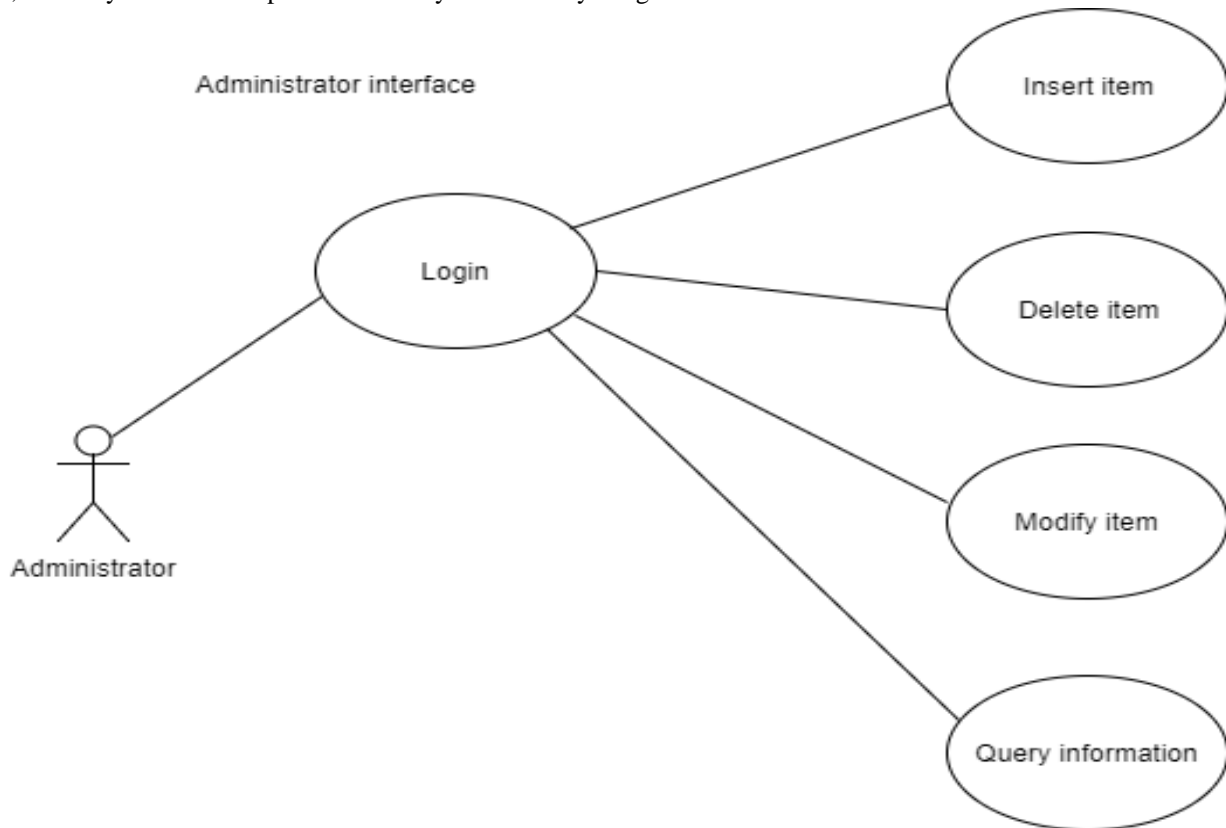 Administrator interface
Insert item
Login
Delete item
Modify item
Administrator
Query information